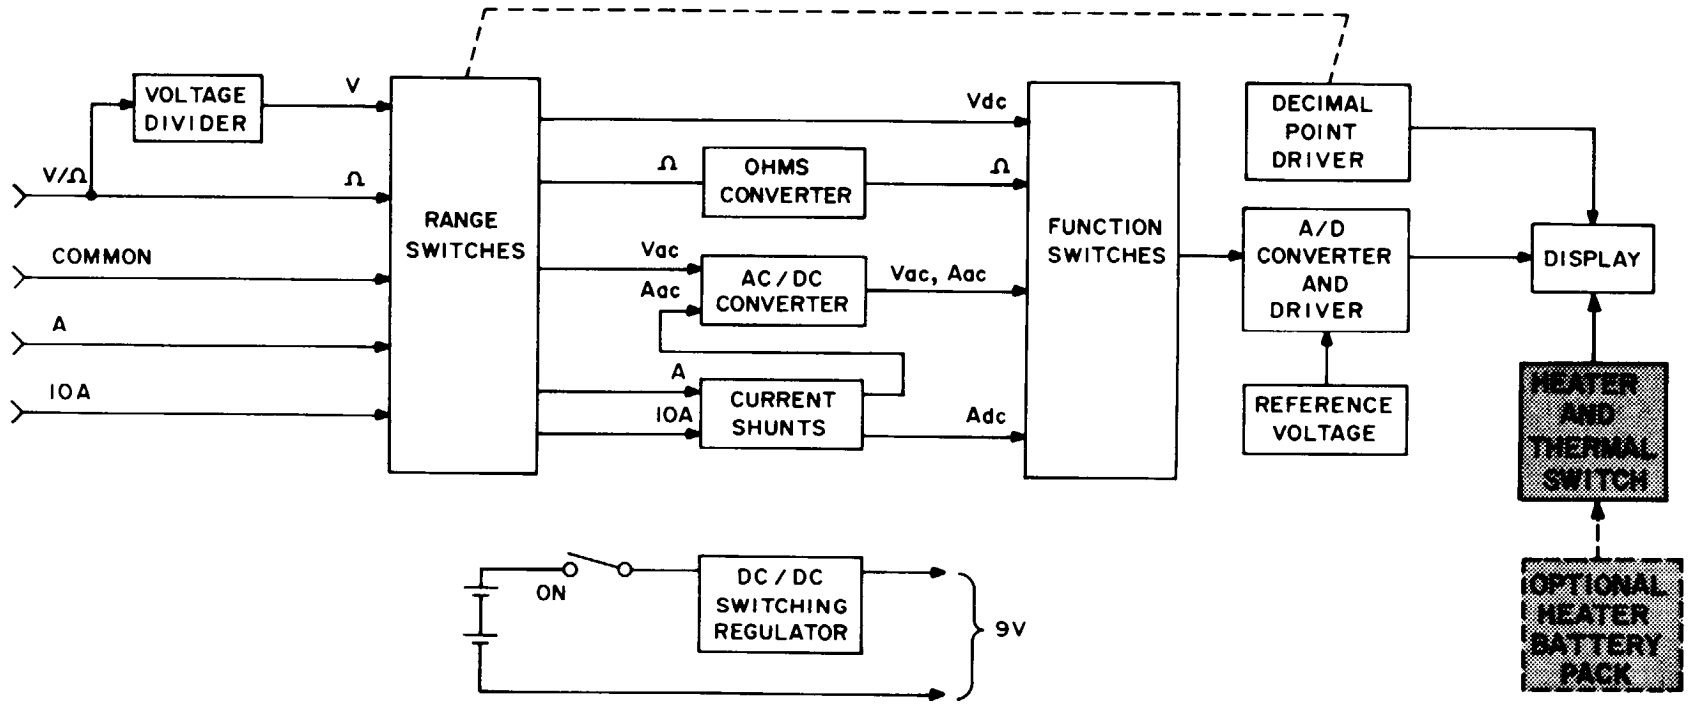 VOLTAGE
DIVIDER
V
V/Ω
Ω
COMMON
A
10A
RANGE
SWITCHES
Vdc
Ω
OHMS
CONVERTER
Ω
Vac
Aac
AC/DC
CONVERTER
Vac, Aac
A
10A
CURRENT
SHUNTS
Adc
FUNCTION
SWITCHES
DECIMAL
POINT
DRIVER
A/D
CONVERTER
AND
DRIVER
REFERENCE
VOLTAGE
DISPLAY
HEATER
AND
THERMAL
SWITCH
OPTIONAL
HEATER
BATTERY
PACK
ON
DC/DC
SWITCHING
REGULATOR
9V